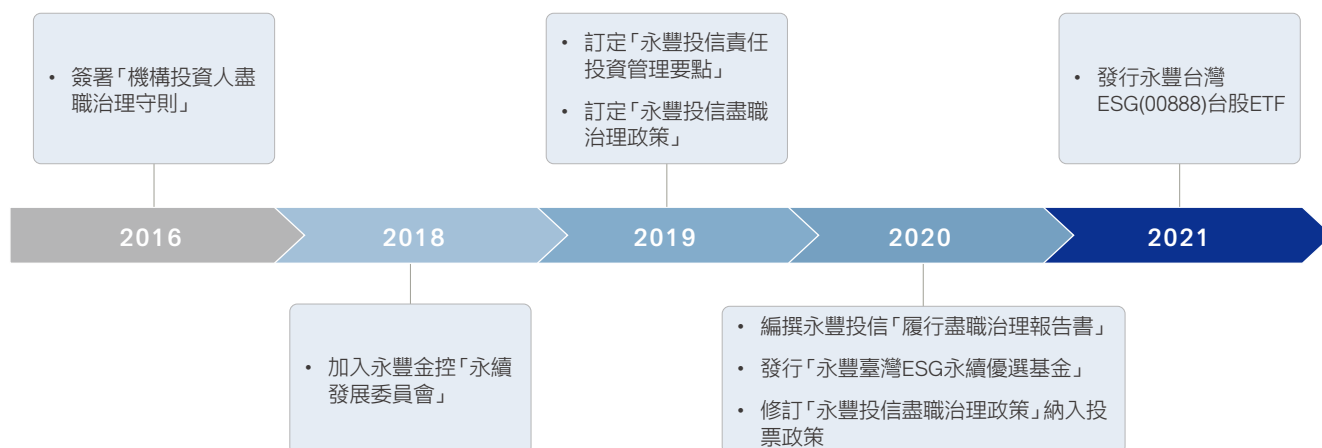 • 簽署「機構投資人盡
職治理守則」
• 訂定「永豐投信責任
投資管理要點」
• 訂定「永豐投信盡職
治理政策」
• 發行永豐台灣
ESG(00888)台股ETF
2016
2018
2019
2020
2021
• 加入永豐金控「永續
發展委員會」
• 編撰永豐投信「履行盡職治理報告書」
• 發行「永豐臺灣ESG永續優選基金」
• 修訂「永豐投信盡職治理政策」納入投
票政策